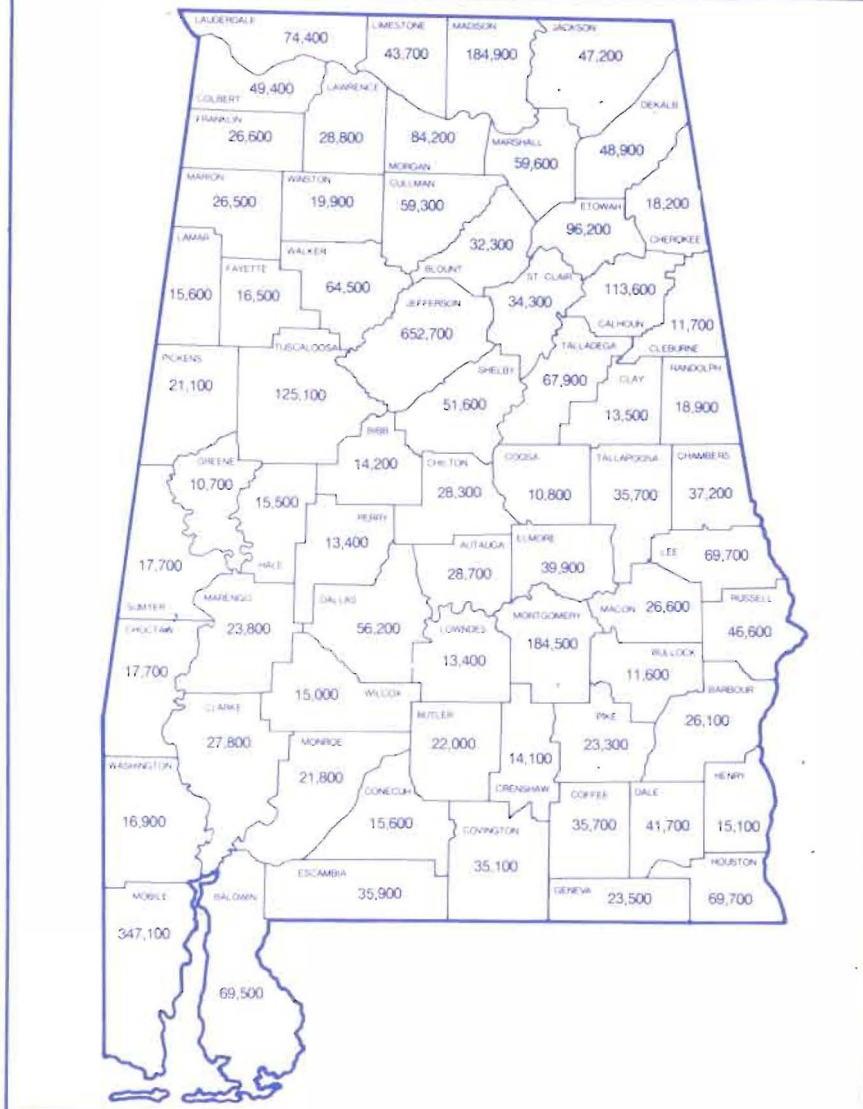 LAUDERDALE
74,400
LIMESTONE
43,700
MADISON
184,900
JACKSON
47,200
COLBERT
49,400
LAWRENCE
28,800
FRANKLIN
26,600
84,200
MORGAN
MARSHALL
59,600
DEKALB
48,900
MARION
26,500
WINSTON
19,900
CULLMAN
59,300
32,300
BLOUNT
ETOWAH
96,200
18,200
CHEROKEE
LAMAR
15,600
FAYETTE
16,500
WALKER
64,500
JEFFERSON
652,700
ST. CLAIR
34,300
113,600
CALHOUN
11,700
CLEBURNE
PICKENS
21,100
TUSCALOOSA
125,100
SHELBY
51,600
TALLADEGA
67,900
CLAY
13,500
RANDOLPH
18,900
GREENE
10,700
15,500
HALE
BIBB
14,200
CHILTON
28,300
COOSA
10,800
TALLAPOOSA
35,700
CHAMBERS
37,200
17,700
SUMTER
PERRY
13,400
AUTAUGA
28,700
ELMORE
39,900
LEE
69,700
MARENGO
23,800
DALLAS
56,200
LOWNDES
13,400
MONTGOMERY
184,500
MACON
26,600
RUSSELL
46,600
CHOCTAW
17,700
CLARKE
27,800
15,000
WILCOX
BUTLER
22,000
14,100
CRENSHAW
PIKE
23,300
BULLOCK
11,600
BARBOUR
26,100
WASHINGTON
16,900
MONROE
21,800
CONECUH
15,600
COVINGTON
35,100
COFFEE
35,700
DALE
41,700
HENRY
15,100
MOBILE
347,100
BALDWIN
69,500
ESCAMBIA
35,900
GENEVA
23,500
HOUSTON
69,700